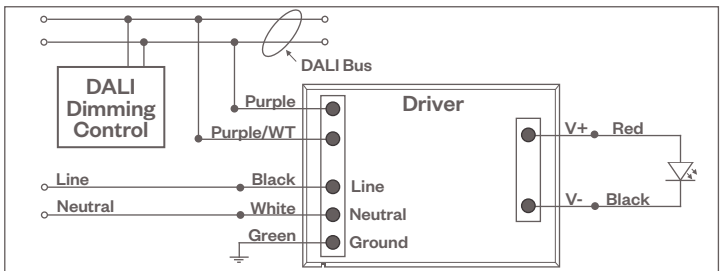 DALI Bus
DALI
Dimming
Control
Purple
Driver
Purple/WT
V+ Red
Line Black Line
Neutral White Neutral
V- Black
Green Ground